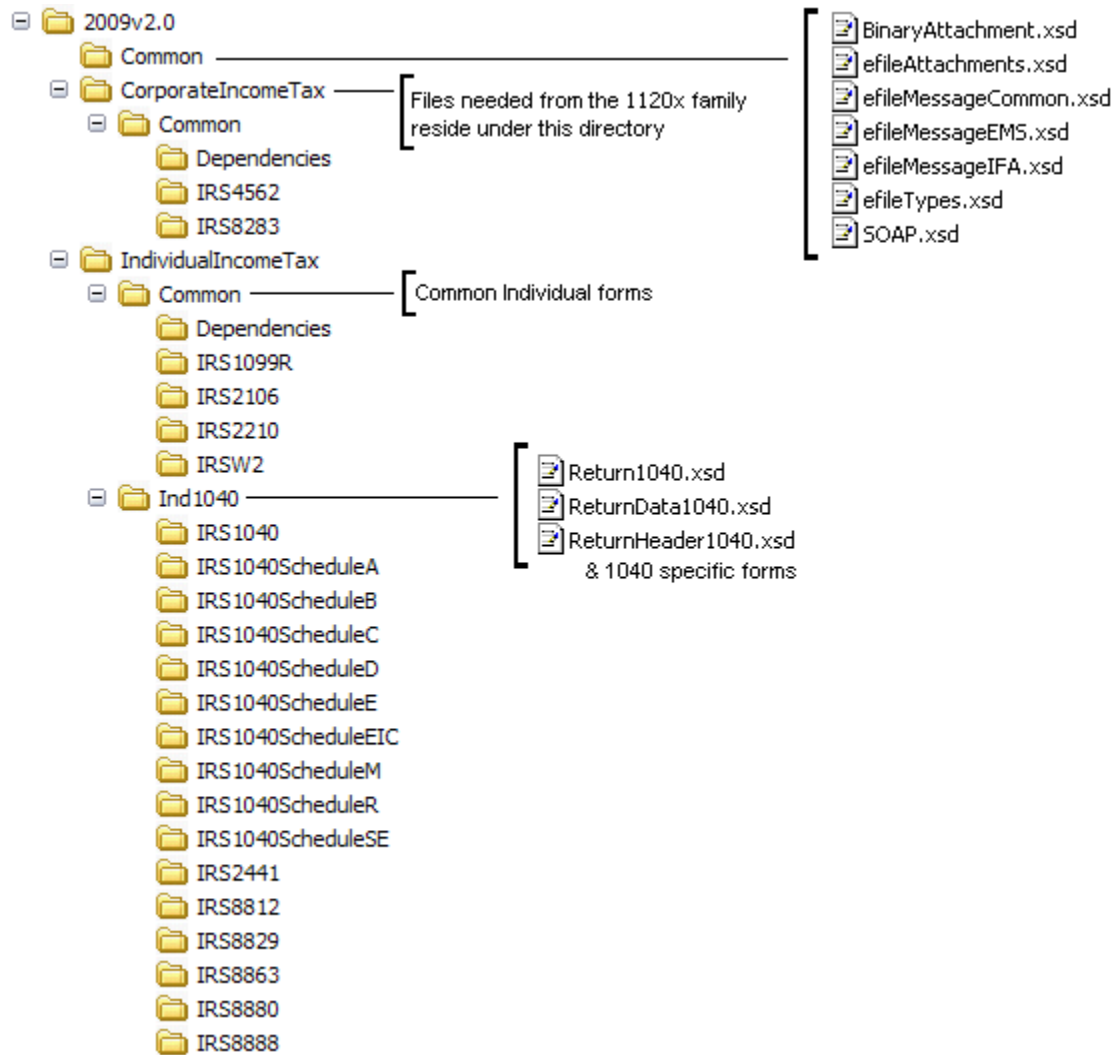 2009v2.0
Common
BinaryAttachment.xsd
efileAttachments.xsd
efileMessageCommon.xsd
efileMessageEMS.xsd
efileMessageIFA.xsd
efileTypes.xsd
SOAP.xsd
CorporateIncomeTax
Files needed from the 1120x family
reside under this directory
Common
Dependencies
IRS4562
IRS8283
IndividualIncomeTax
Common
Common Individual forms
Dependencies
IRS1099R
IRS2106
IRS2210
IRSW2
Ind1040
Return1040.xsd
ReturnData1040.xsd
ReturnHeader1040.xsd
& 1040 specific forms
IRS1040
IRS1040ScheduleA
IRS1040ScheduleB
IRS1040ScheduleC
IRS1040ScheduleD
IRS1040ScheduleE
IRS1040ScheduleEIC
IRS1040ScheduleM
IRS1040ScheduleR
IRS1040ScheduleSE
IRS2441
IRS8812
IRS8829
IRS8863
IRS8880
IRS8888